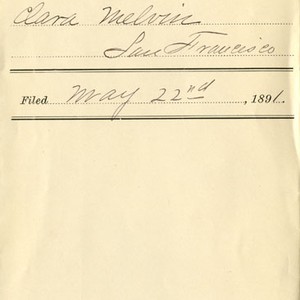 Clara Melvin
San Francisco
Filed May 22nd, 1891.